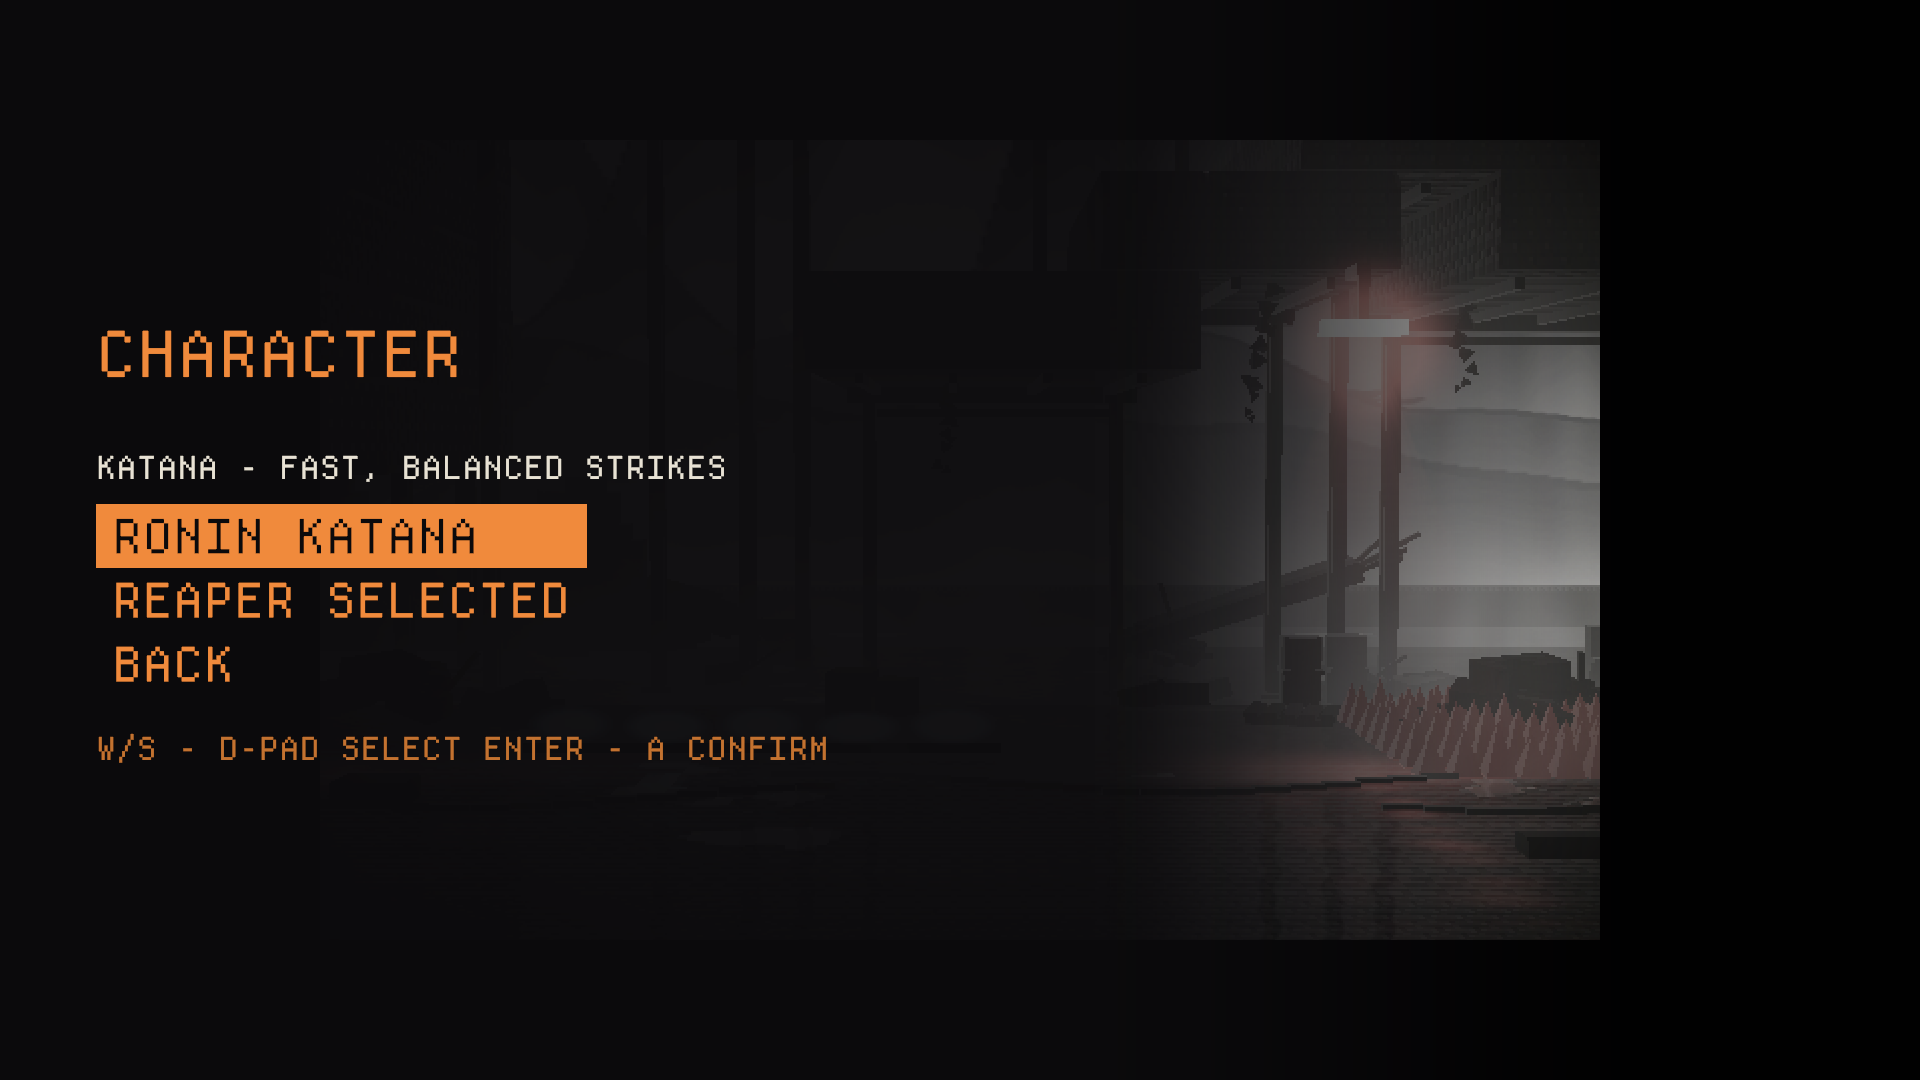 CHARACTER
KATANA - FAST, BALANCED STRIKES
RONIN KATANA
REAPER SELECTED
BACK
W/S - D-PAD SELECT ENTER - A CONFIRM